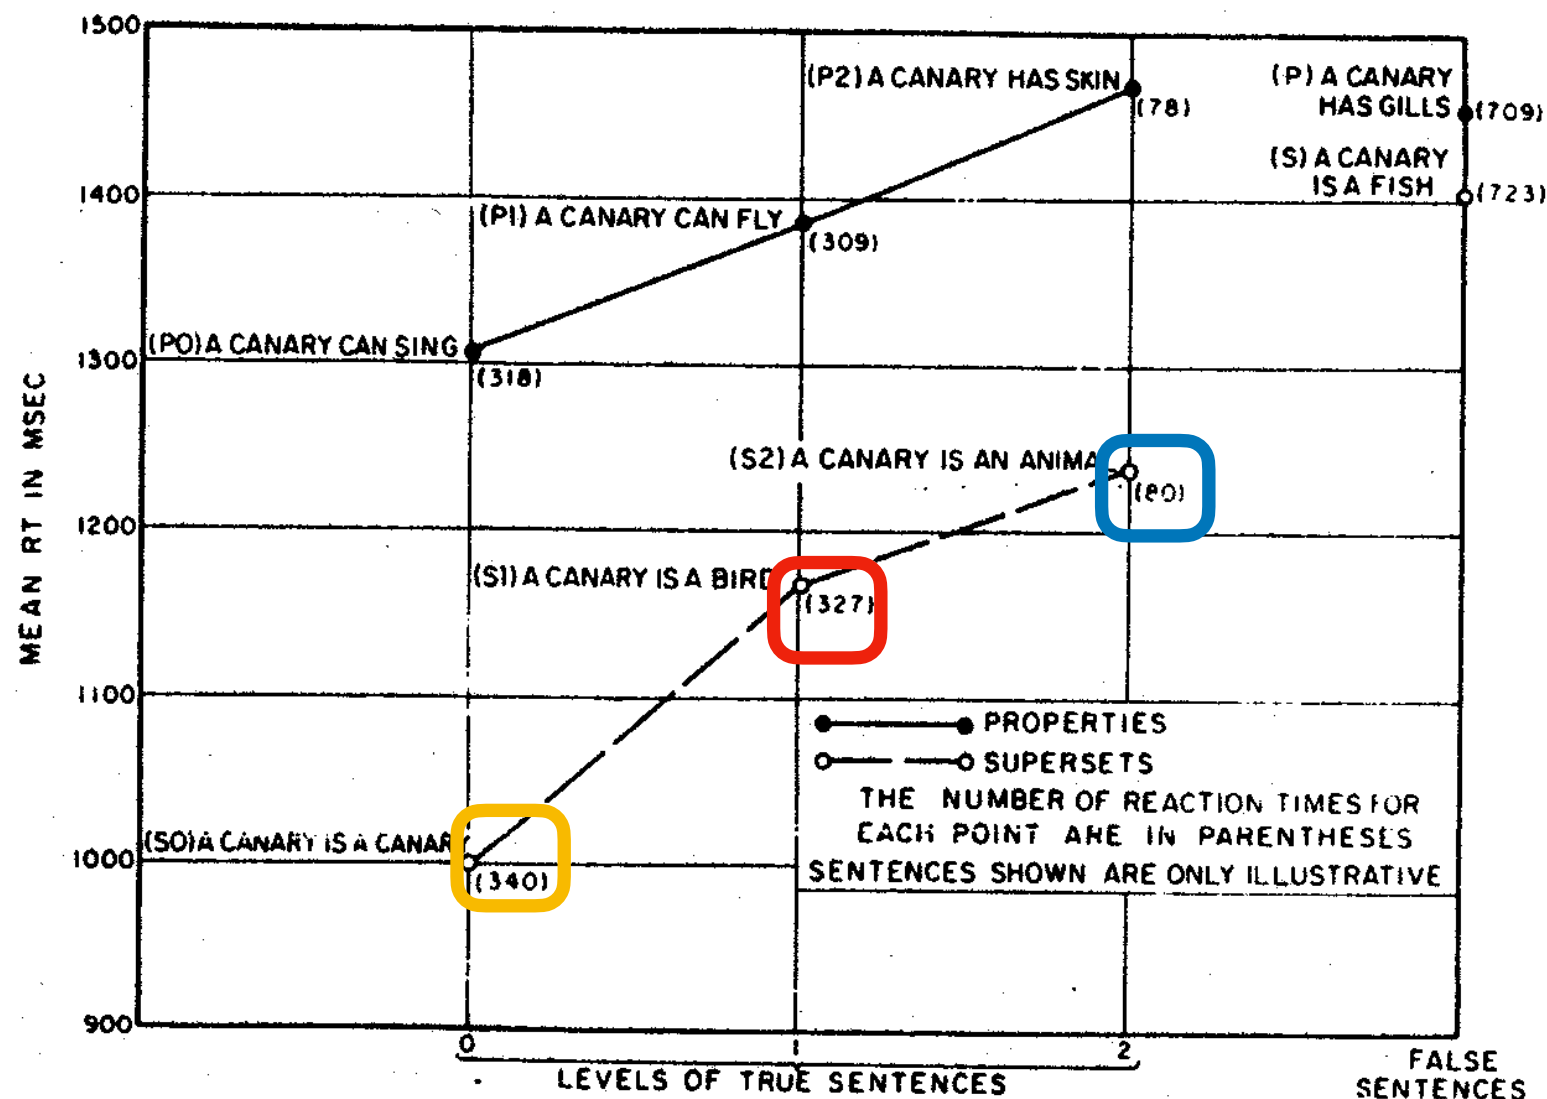 1500
(P2) A CANARY HAS SKIN
(78)
(P) A CANARY
HAS GILLS
(709)
(S) A CANARY
IS A FISH
(723)
1400
(P1) A CANARY CAN FLY
(309)
1300
(P0) A CANARY CAN SING
(318)
MEAN RT IN MSEC
(S2) A CANARY IS AN ANIMA
(80)
1200
(S1) A CANARY IS A BIRD
(327)
1100
PROPERTIES
SUPERSETS
THE NUMBER OF REACTION TIMES FOR
EACH POINT ARE IN PARENTHESES
SENTENCES SHOWN ARE ONLY ILLUSTRATIVE
(S0) A CANARY IS A CANAR
1000
(340)
900
0
1
2
LEVELS OF TRUE SENTENCES
FALSE
SENTENCES